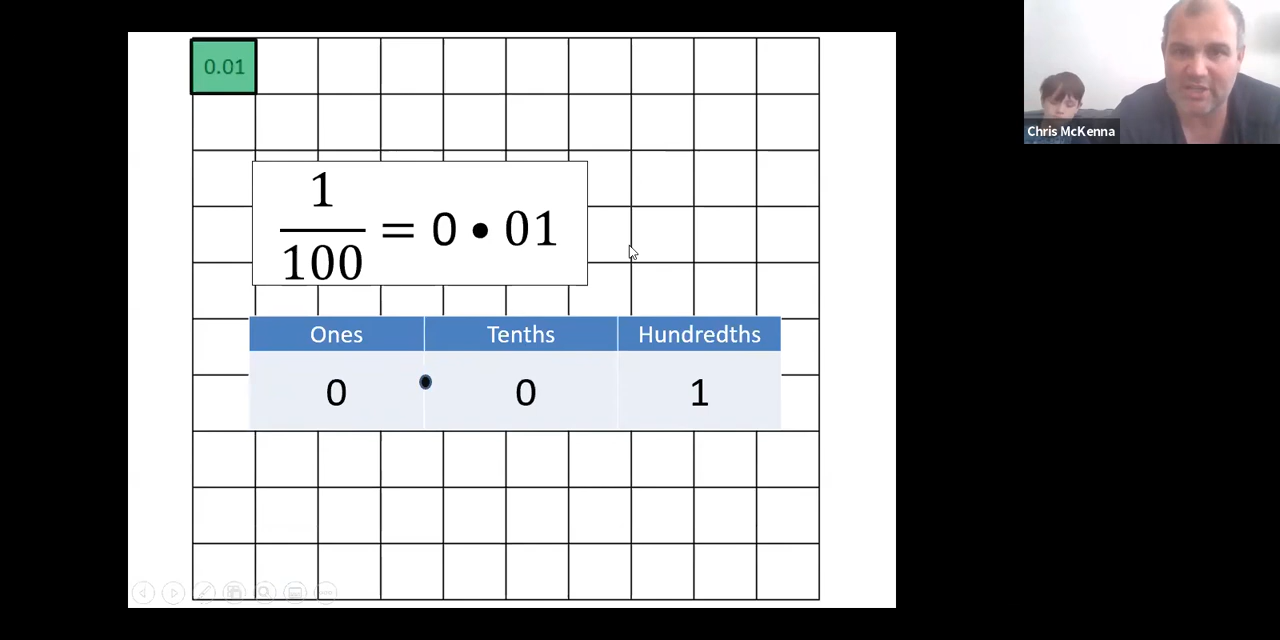 0.01
1
100
= 0 • 01
Ones Tenths Hundredths
0 • 0 1
Chris McKenna